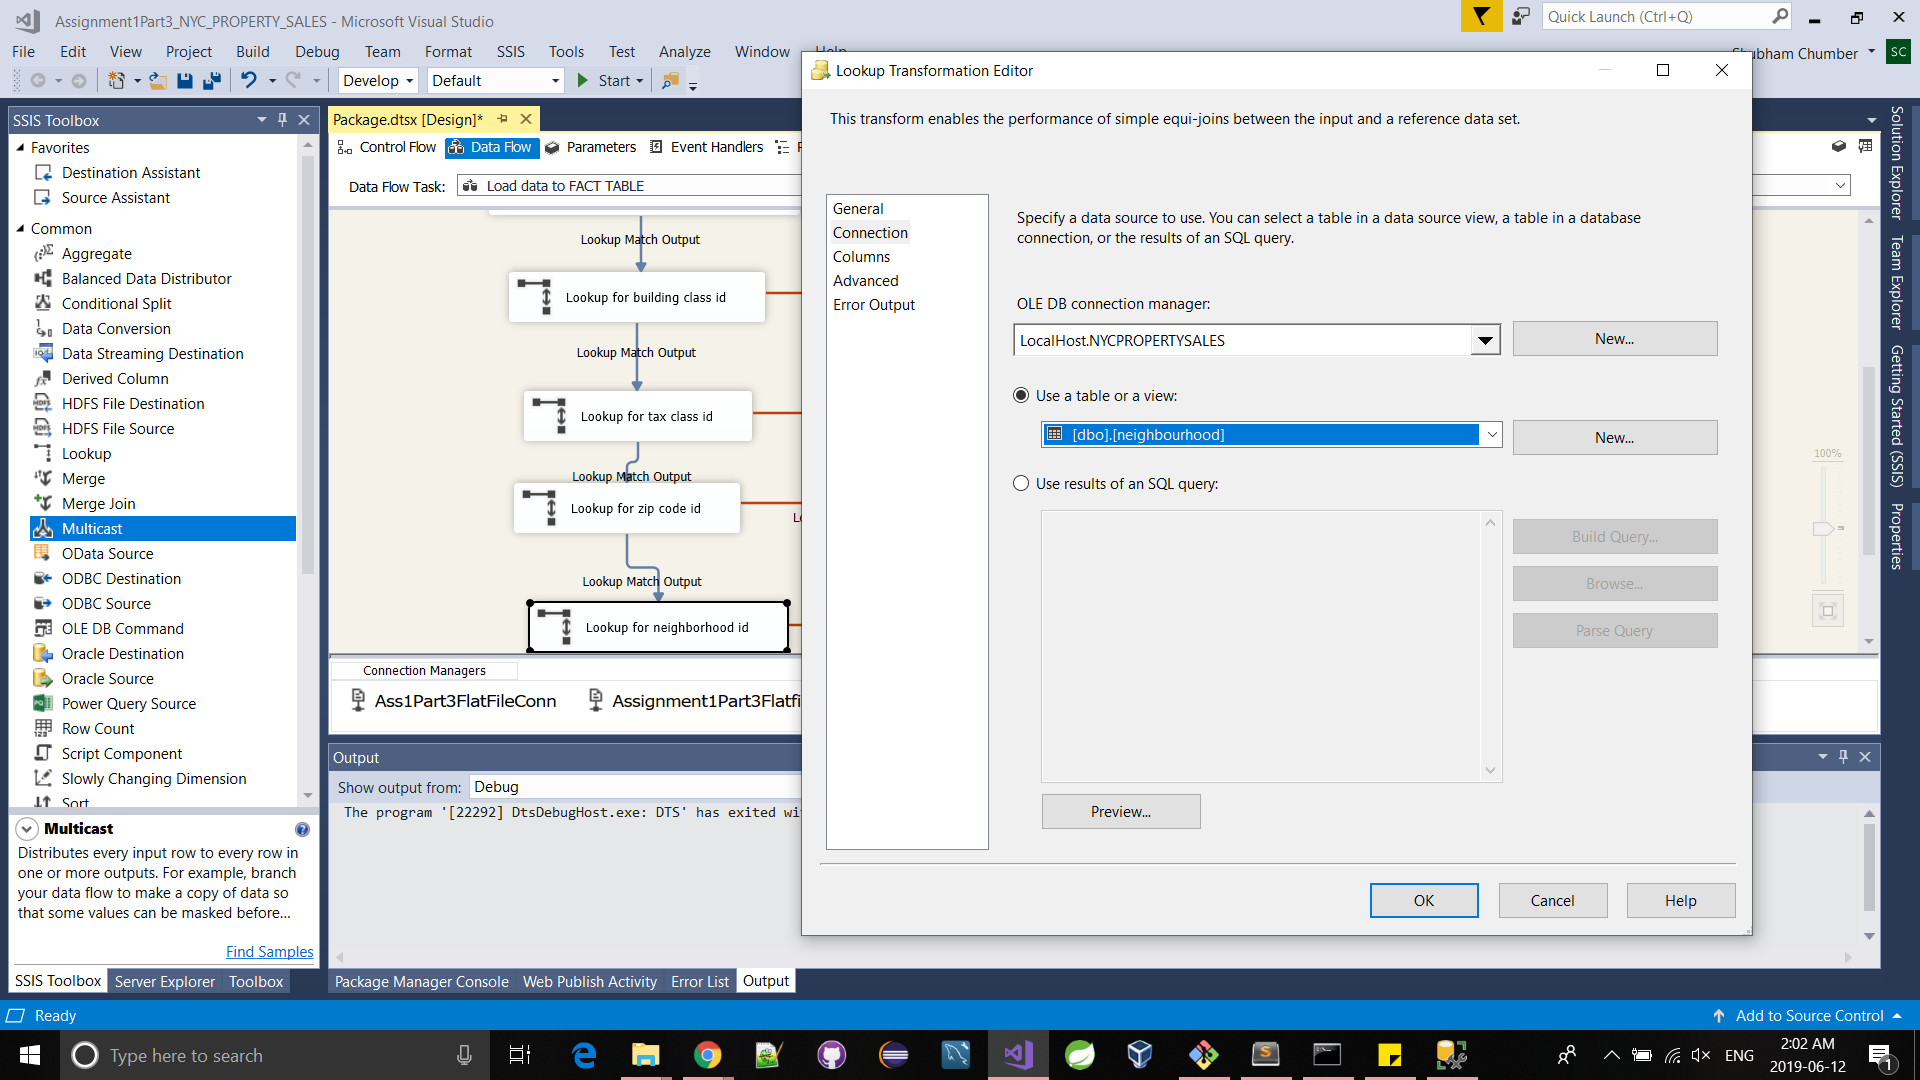 Assignment1Part3_NYC_PROPERTY_SALES - Microsoft Visual Studio
Quick Launch (Ctrl+Q)
File Edit View Project Build Debug Team Format SSIS Tools Test Analyze Window Help
Shubham Chumber SC
Develop Default Start
SSIS Toolbox
Favorites
Destination Assistant
Source Assistant
Common
Aggregate
Balanced Data Distributor
Conditional Split
Data Conversion
Data Streaming Destination
Derived Column
HDFS File Destination
HDFS File Source
Lookup
Merge
Merge Join
Multicast
OData Source
ODBC Destination
ODBC Source
OLE DB Command
Oracle Destination
Oracle Source
Power Query Source
Row Count
Script Component
Slowly Changing Dimension
Sort
Multicast
Distributes every input row to every row in
one or more outputs. For example, branch
your data flow to make a copy of data so
that some values can be masked before...
Find Samples
SSIS Toolbox Server Explorer Toolbox
Package.dtsx [Design]*
Control Flow Data Flow Parameters Event Handlers
Data Flow Task: Load data to FACT TABLE
Lookup Match Output
Lookup for building class id
Lookup Match Output
Lookup for tax class id
Lookup Match Output
Lookup for zip code id
Lookup Match Output
Lookup for neighborhood id
Connection Managers
Ass1Part3FlatFileConn Assignment1Part3Flatfi
Output
Show output from: Debug
The program '[22292] DtsDebugHost.exe: DTS' has exited wi
Package Manager Console Web Publish Activity Error List Output
Lookup Transformation Editor
This transform enables the performance of simple equi-joins between the input and a reference data set.
General
Connection
Columns
Advanced
Error Output
Specify a data source to use. You can select a table in a data source view, a table in a database
connection, or the results of an SQL query.
OLE DB connection manager:
LocalHost.NYCPROPERTYSALES New...
Use a table or a view:
[dbo].[neighbourhood] New...
Use results of an SQL query:
Build Query...
Browse...
Parse Query
Preview...
OK Cancel Help
100%
Solution Explorer
Team Explorer
Getting Started (SSIS)
Properties
Ready
Add to Source Control
Type here to search
ENG
2:02 AM
2019-06-12
1